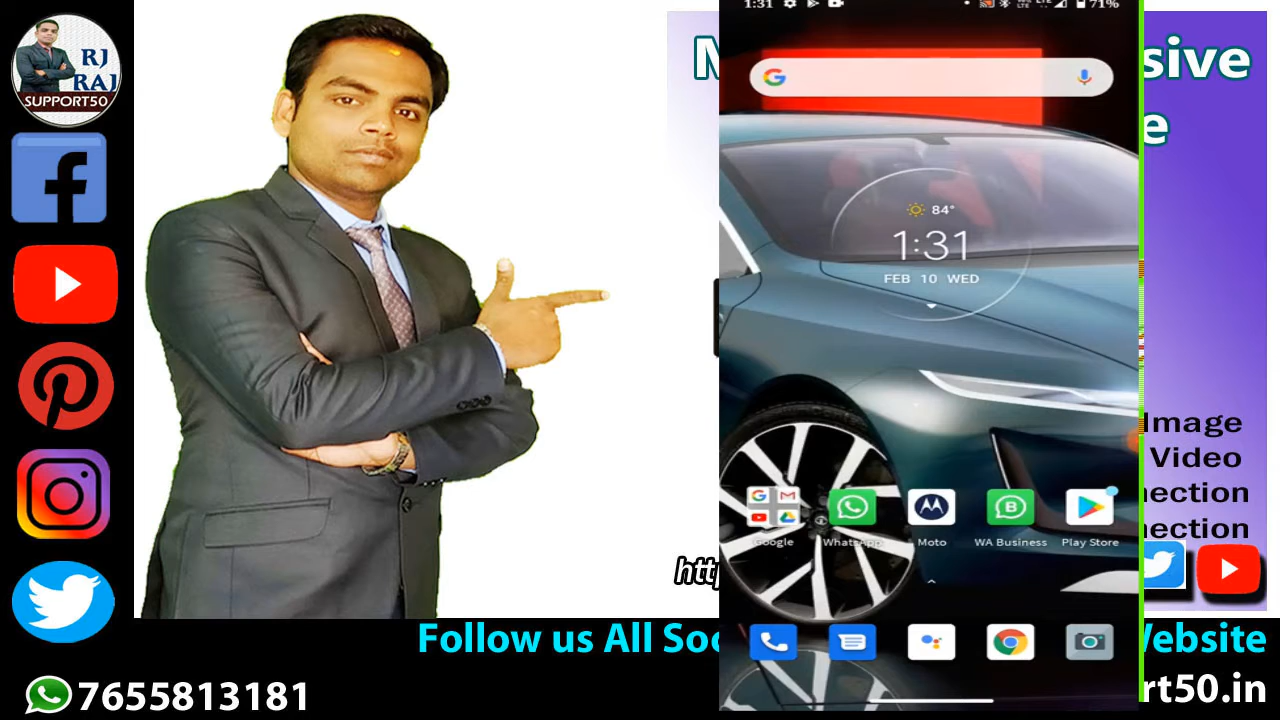 RJ
RAJ
SUPPORT50
7655813181
sive
e
1:31
71%
84°
1:31
FEB 10 WED
Google
WhatsApp
Moto
WA Business
Play Store
Image
Video
nection
nection
Follow us All Soc
Website
rt50.in